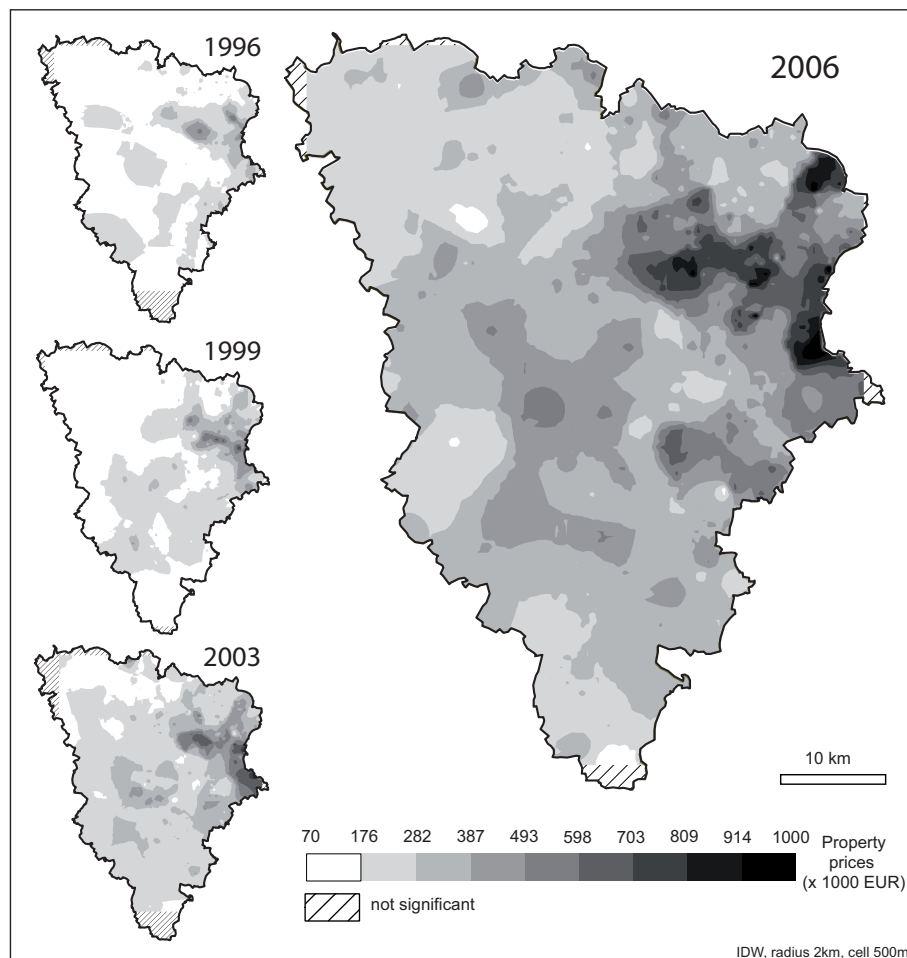 1996
2006
1999
2003
10 km
70 176 282 387 493 598 703 809 914 1000
Property
prices
(x 1000 EUR)
not significant
IDW, radius 2km, cell 500m